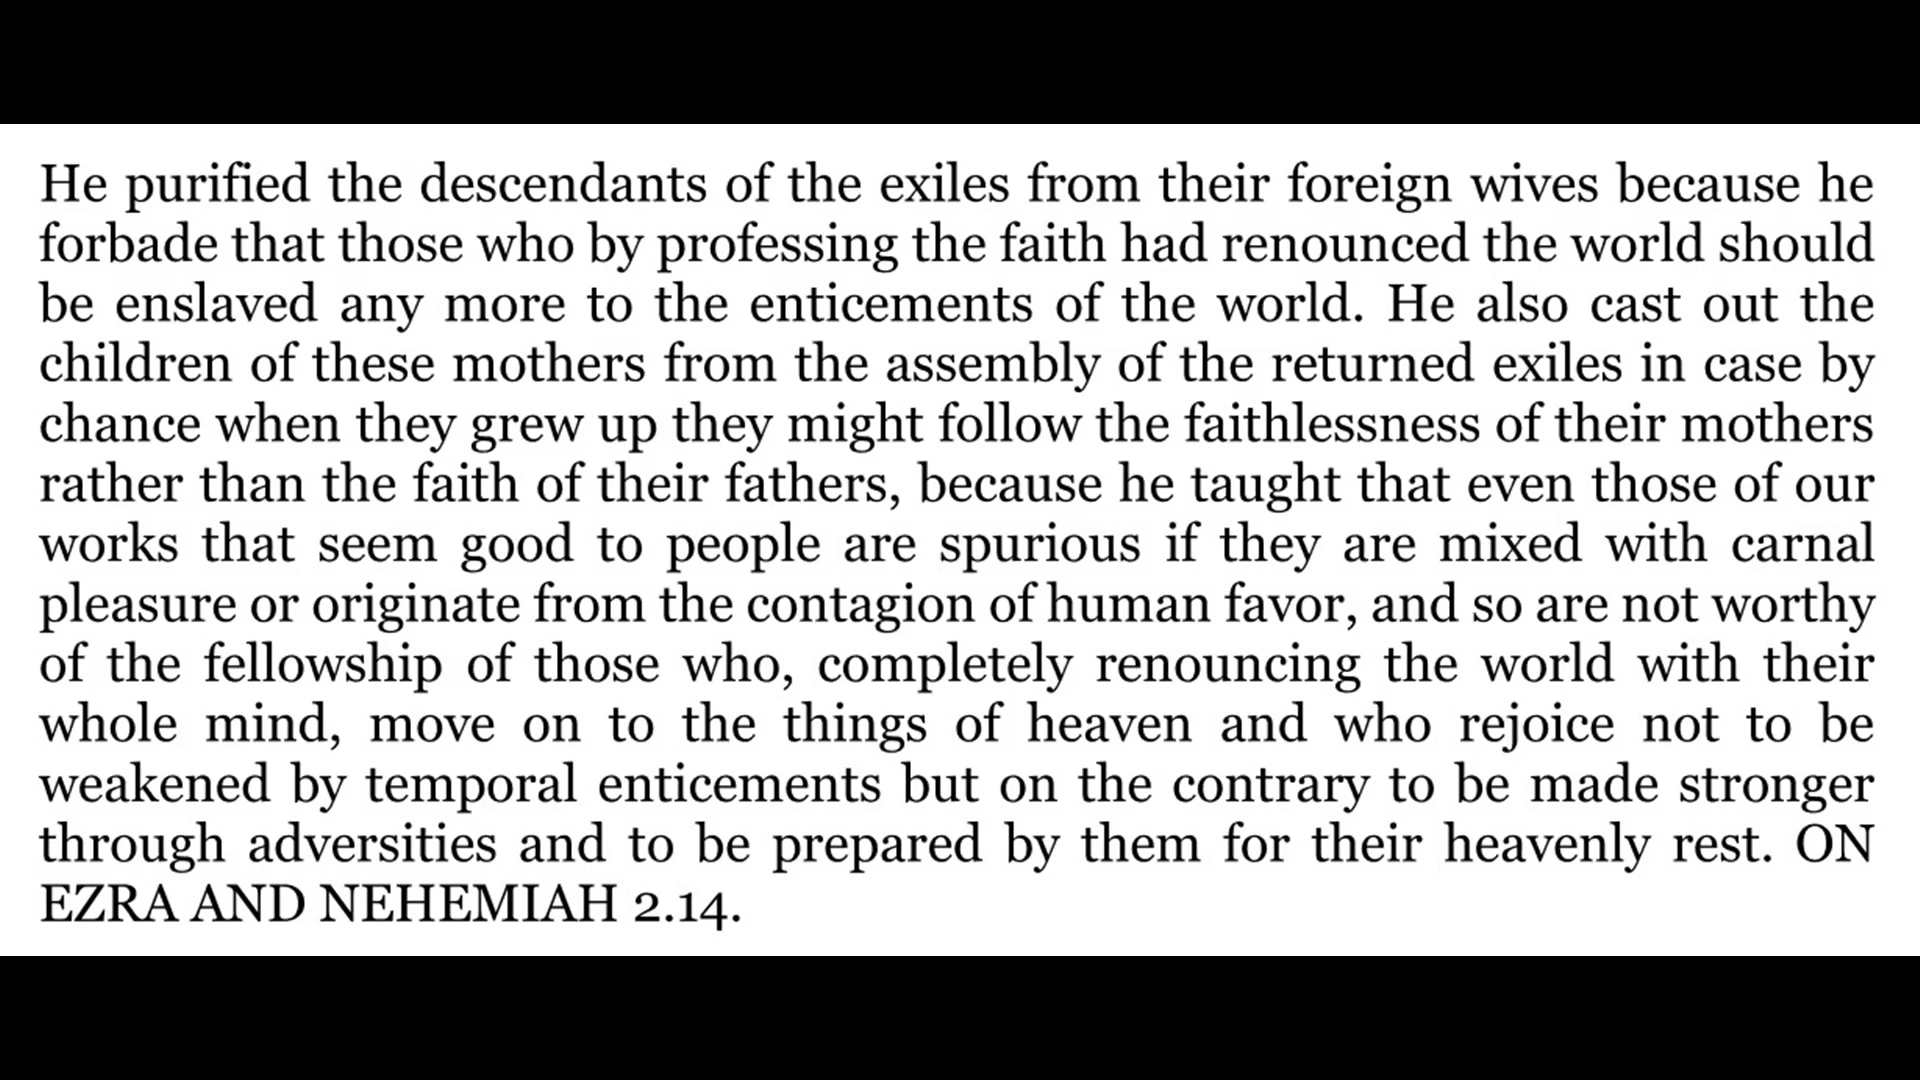 He purified the descendants of the exiles from their foreign wives because he
forbade that those who by professing the faith had renounced the world should
be enslaved any more to the enticements of the world. He also cast out the
children of these mothers from the assembly of the returned exiles in case by
chance when they grew up they might follow the faithlessness of their mothers
rather than the faith of their fathers, because he taught that even those of our
works that seem good to people are spurious if they are mixed with carnal
pleasure or originate from the contagion of human favor, and so are not worthy
of the fellowship of those who, completely renouncing the world with their
whole mind, move on to the things of heaven and who rejoice not to be
weakened by temporal enticements but on the contrary to be made stronger
through adversities and to be prepared by them for their heavenly rest. ON
EZRA AND NEHEMIAH 2.14.